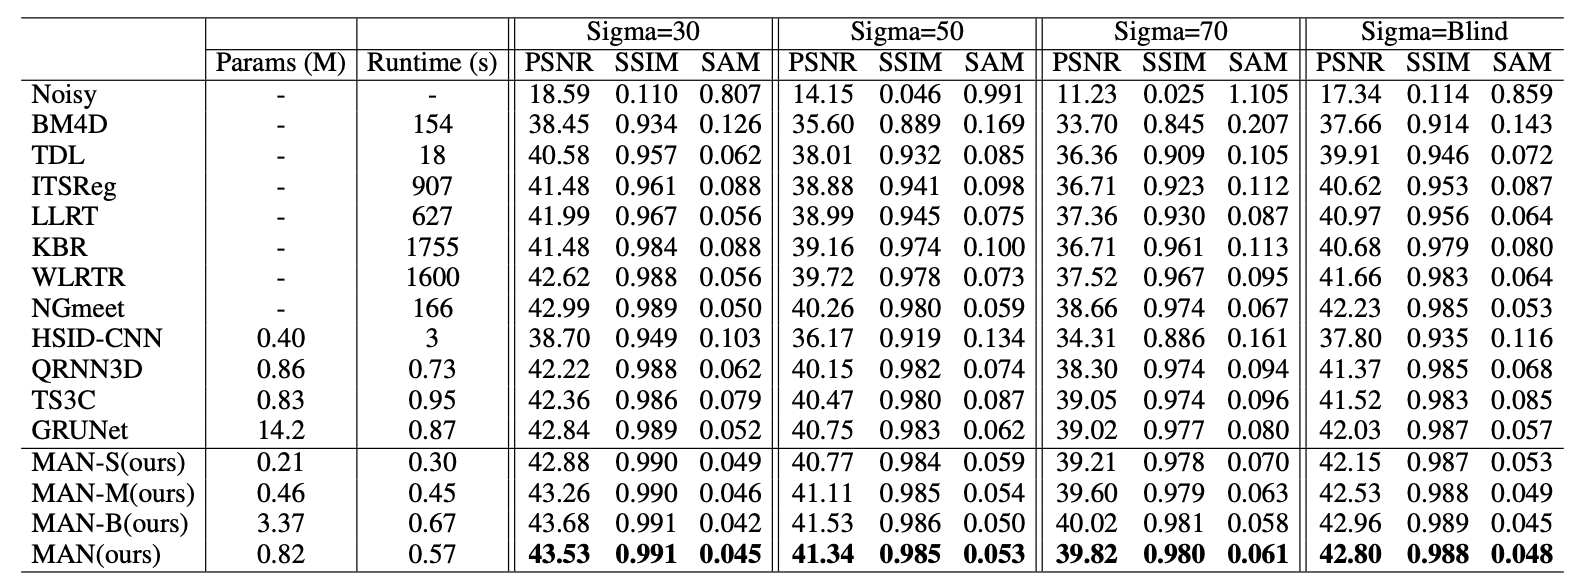 Sigma=30 Sigma=50 Sigma=70 Sigma=Blind
Params (M) Runtime (s) PSNR SSIM SAM PSNR SSIM SAM PSNR SSIM SAM PSNR SSIM SAM
Noisy - - 18.59 0.110 0.807 14.15 0.046 0.991 11.23 0.025 1.105 17.34 0.114 0.859
BM4D - 154 38.45 0.934 0.126 35.60 0.889 0.169 33.70 0.845 0.207 37.66 0.914 0.143
TDL - 18 40.58 0.957 0.062 38.01 0.932 0.085 36.36 0.909 0.105 39.91 0.946 0.072
ITSReg - 907 41.48 0.961 0.088 38.88 0.941 0.098 36.71 0.923 0.112 40.62 0.953 0.087
LLRT - 627 41.99 0.967 0.056 38.99 0.945 0.075 37.36 0.930 0.087 40.97 0.956 0.064
KBR - 1755 41.48 0.984 0.088 39.16 0.974 0.100 36.71 0.961 0.113 40.68 0.979 0.080
WLRTR - 1600 42.62 0.988 0.056 39.72 0.978 0.073 37.52 0.967 0.095 41.66 0.983 0.064
NGmeet - 166 42.99 0.989 0.050 40.26 0.980 0.059 38.66 0.974 0.067 42.23 0.985 0.053
HSID-CNN 0.40 3 38.70 0.949 0.103 36.17 0.919 0.134 34.31 0.886 0.161 37.80 0.935 0.116
QRNN3D 0.86 0.73 42.22 0.988 0.062 40.15 0.982 0.074 38.30 0.974 0.094 41.37 0.985 0.068
TS3C 0.83 0.95 42.36 0.986 0.079 40.47 0.980 0.087 39.05 0.974 0.096 41.52 0.983 0.085
GRUNet 14.2 0.87 42.84 0.989 0.052 40.75 0.983 0.062 39.02 0.977 0.080 42.03 0.987 0.057
MAN-S(ours) 0.21 0.30 42.88 0.990 0.049 40.77 0.984 0.059 39.21 0.978 0.070 42.15 0.987 0.053
MAN-M(ours) 0.46 0.45 43.26 0.990 0.046 41.11 0.985 0.054 39.60 0.979 0.063 42.53 0.988 0.049
MAN-B(ours) 3.37 0.67 43.68 0.991 0.042 41.53 0.986 0.050 40.02 0.981 0.058 42.96 0.989 0.045
MAN(ours) 0.82 0.57 43.53 0.991 0.045 41.34 0.985 0.053 39.82 0.980 0.061 42.80 0.988 0.048